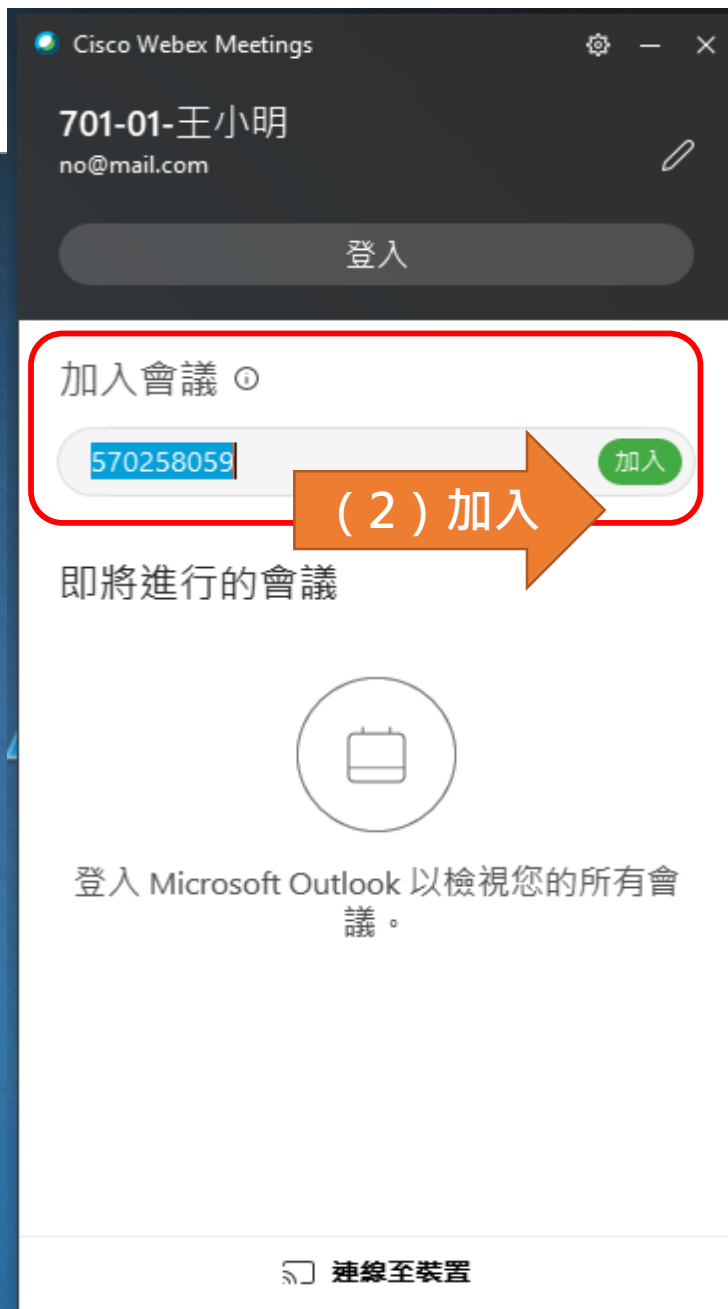 Cisco Webex Meetings
701-01-王小明
no@mail.com
登入
加入會議
570258059
加入
（2）加入
即將進行的會議
登入 Microsoft Outlook 以檢視您的所有會
議。
連線至裝置